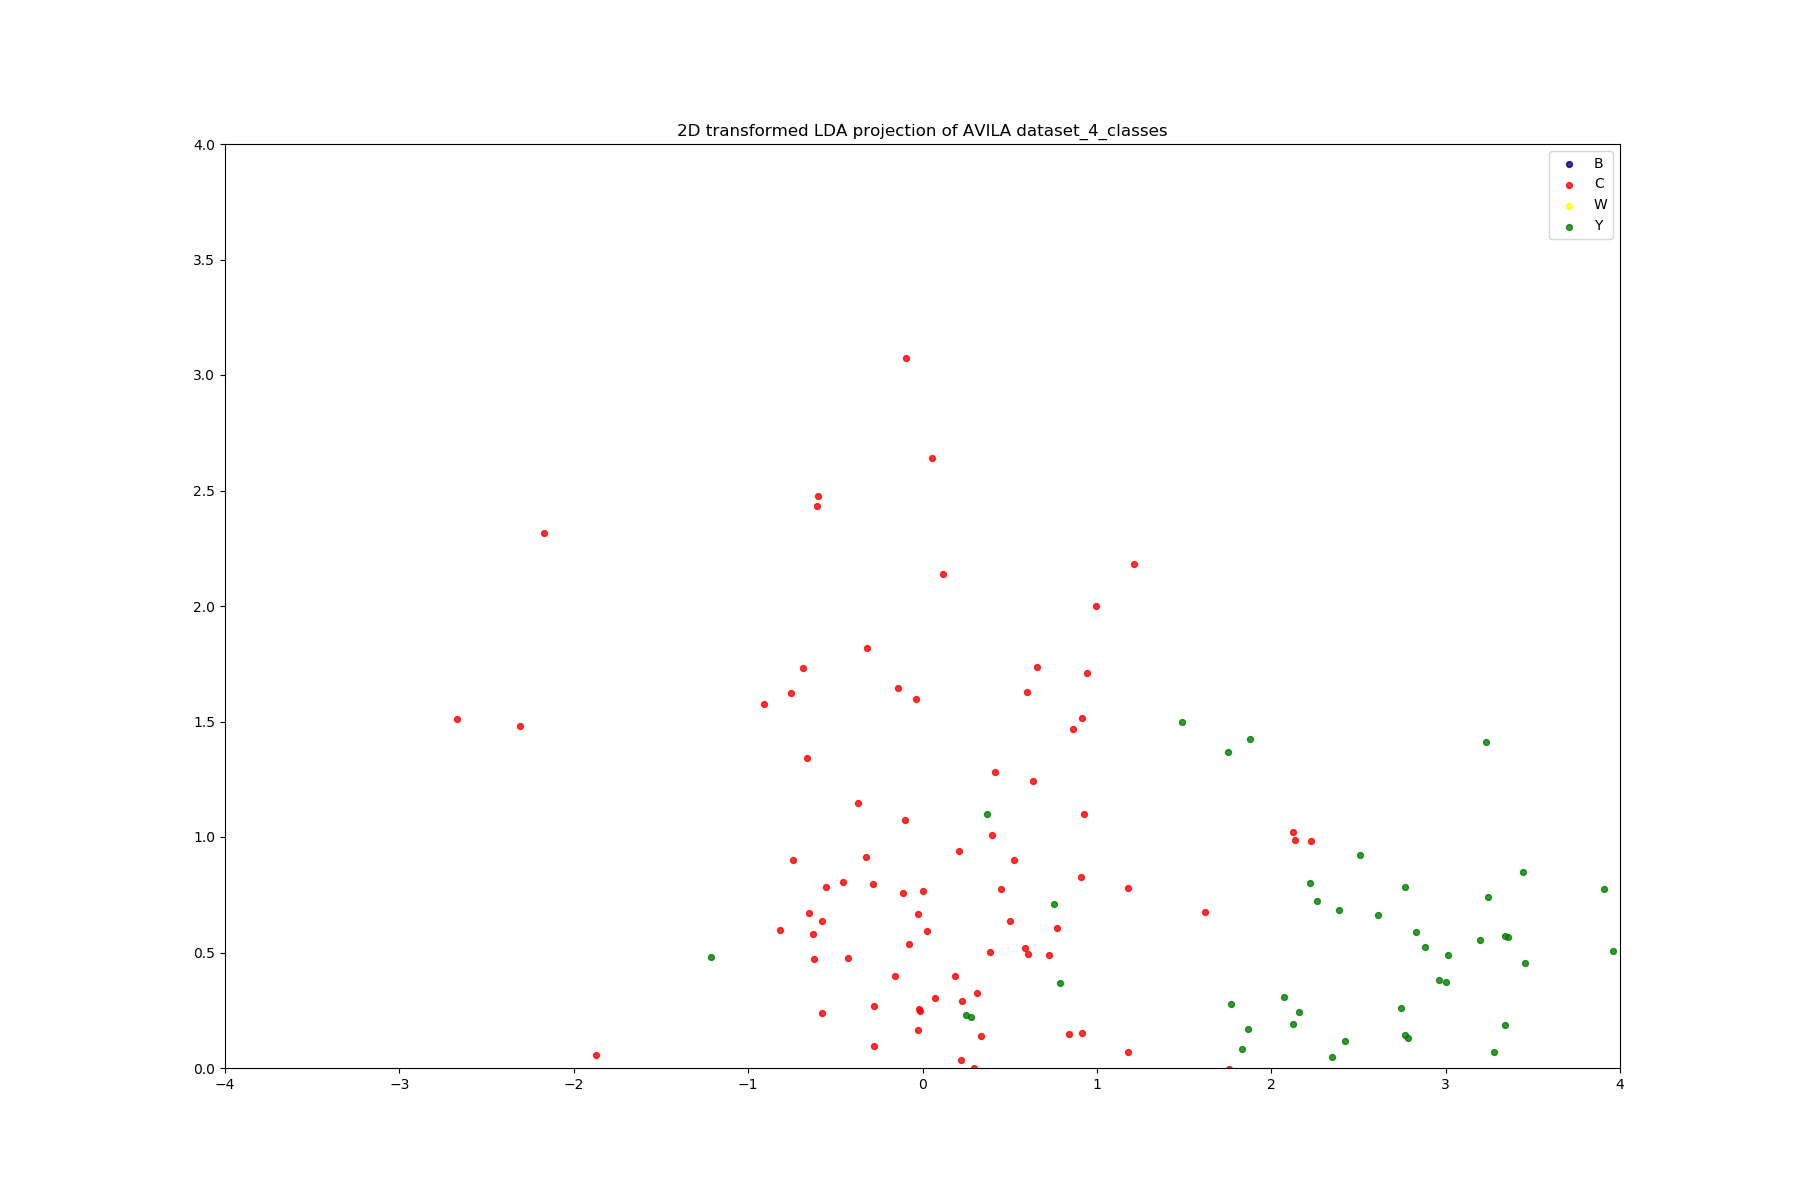 2D transformed LDA projection of AVILA dataset_4_classes
B
C
W
Y
4.0
3.5
3.0
2.5
2.0
1.5
1.0
0.5
0.0
−4 −3 −2 −1 0 1 2 3 4